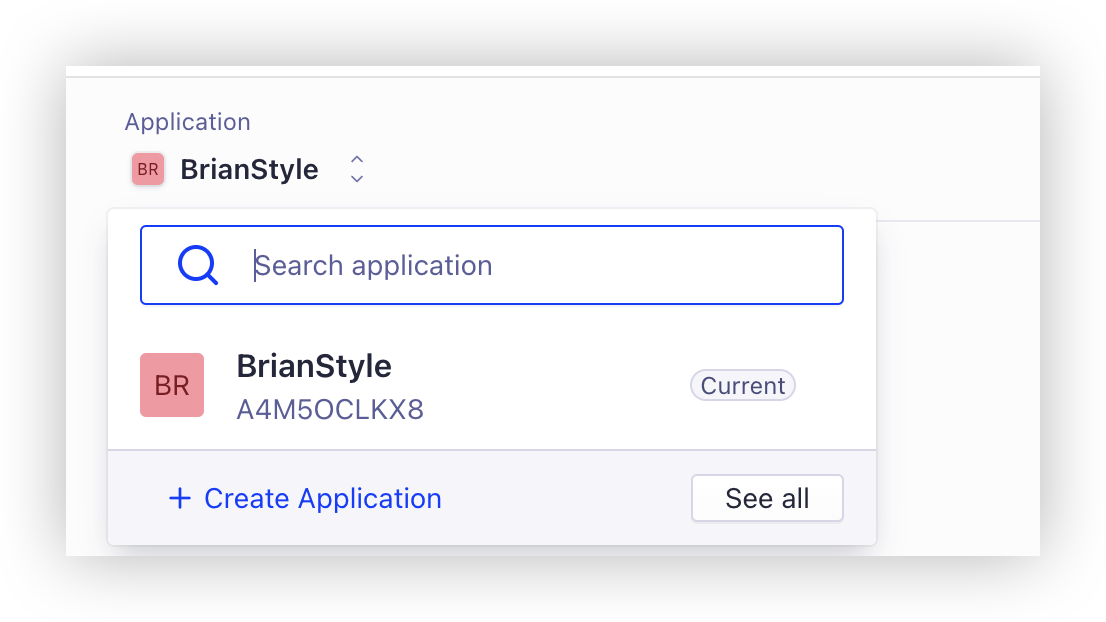 Application
BR BrianStyle
Search application
BR BrianStyle
A4M5OCLKX8
Current
+ Create Application
See all